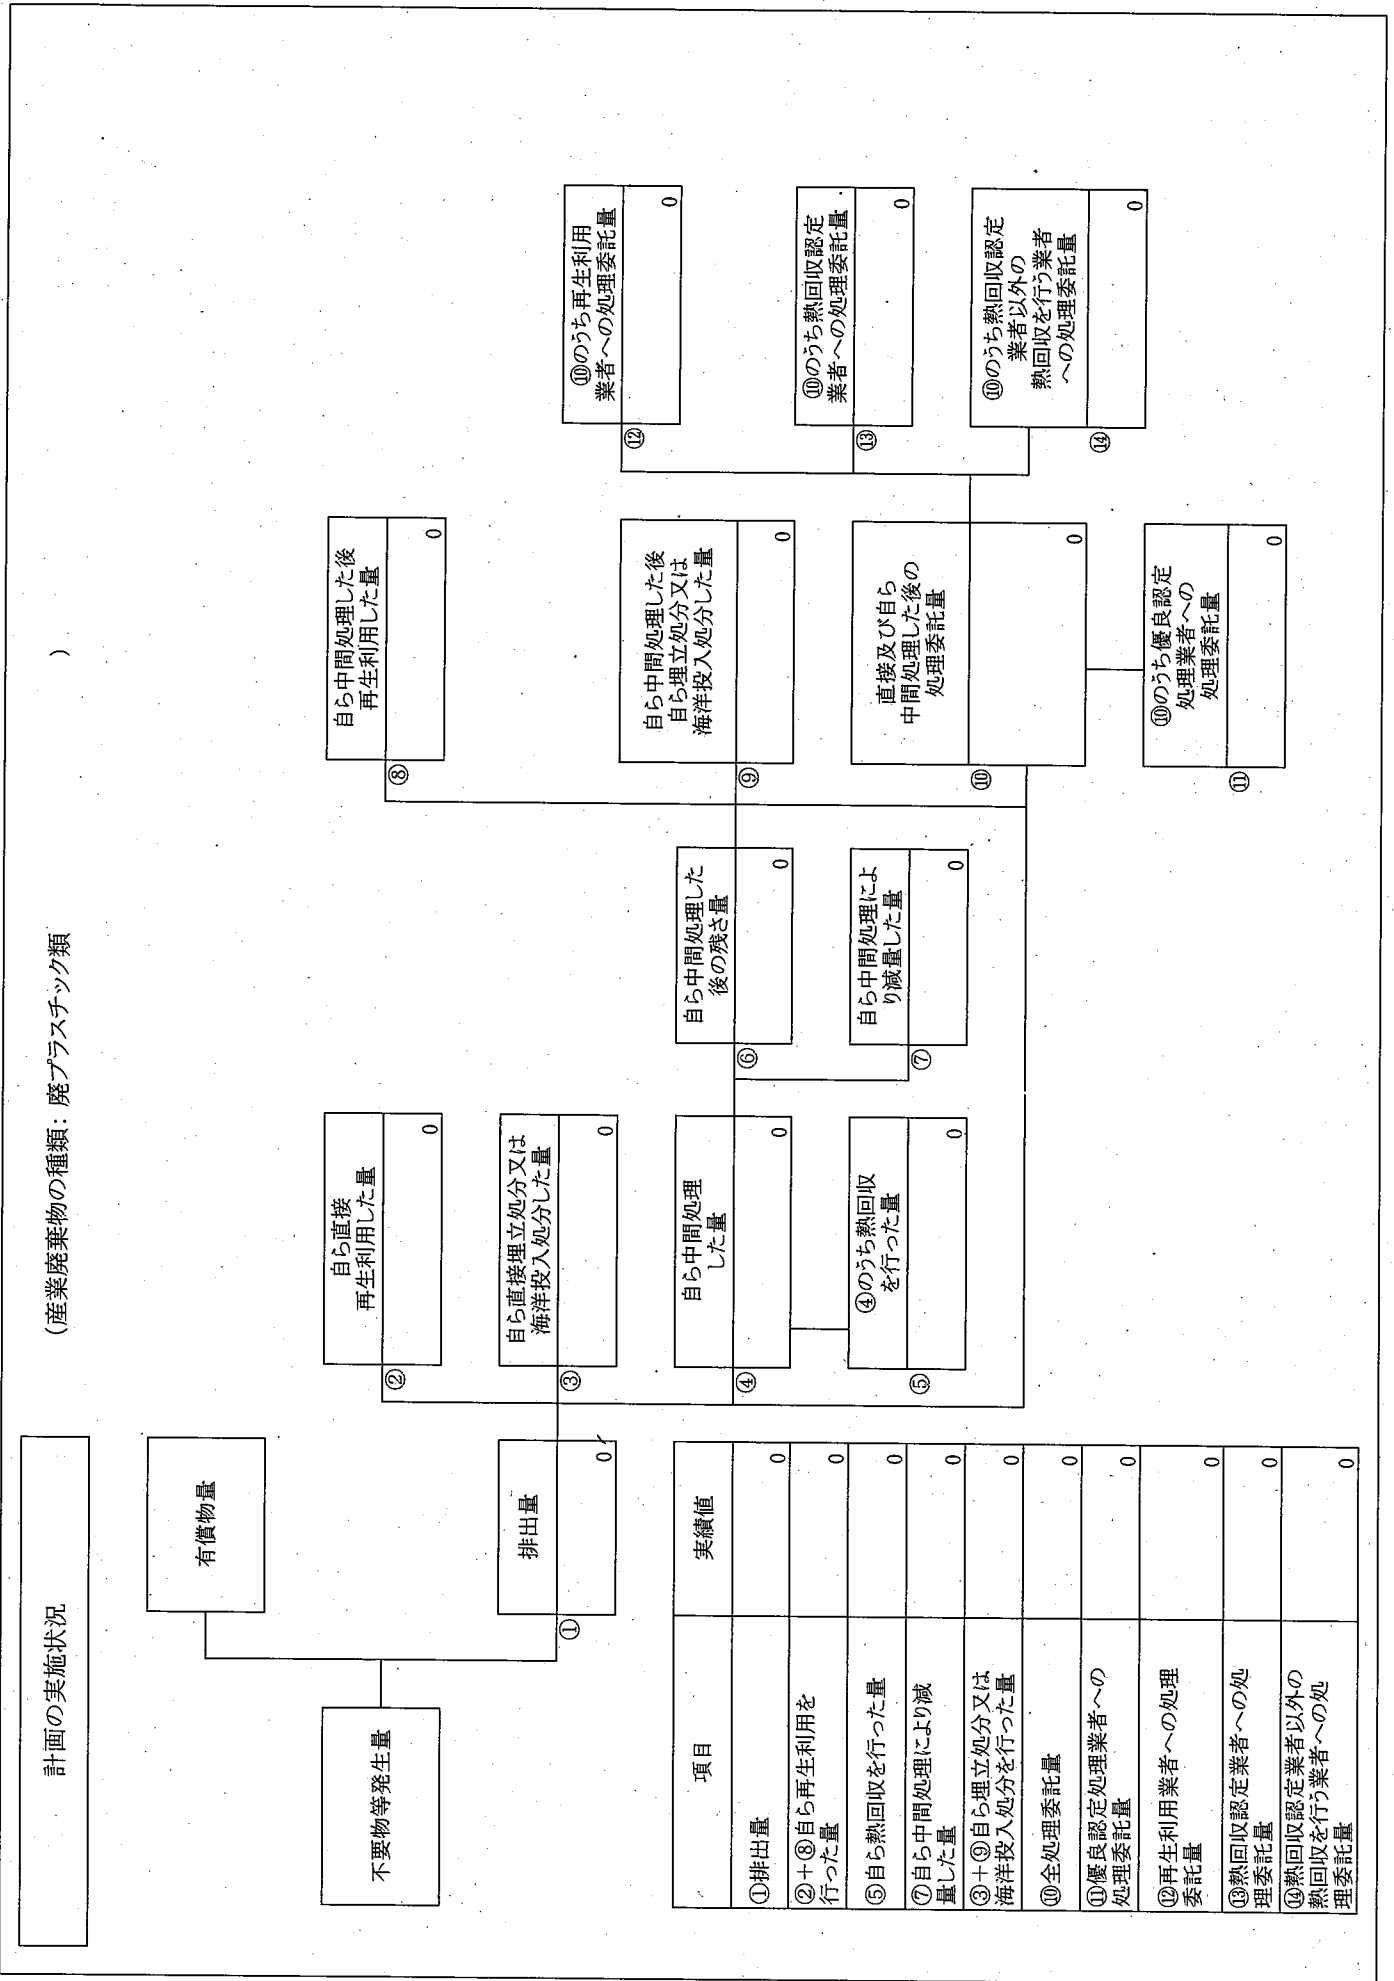 計画の実施状況
(産業廃棄物の種類: 廃プラスチック類 )
不要物等発生量
有償物量
①
排出量
0
②
自ら直接
再生利用した量
0
③
自ら直接埋立処分又は
海洋投入処分した量
0
④
自ら中間処理
した量
0
⑤
④のうち熱回収
を行った量
0
⑥
自ら中間処理した
後の残さ量
0
⑦
自ら中間処理によ
り減量した量
0
⑧
自ら中間処理した後
再生利用した量
0
⑨
自ら中間処理した後
自ら埋立処分又は
海洋投入処分した量
0
⑩
直接及び自ら
中間処理した後の
処理委託量
0
⑪
⑩のうち優良認定
処理業者への
処理委託量
0
⑫
⑩のうち再生利用
業者への処理委託量
0
⑬
⑩のうち熱回収認定
業者への処理委託量
0
⑭
⑩のうち熱回収認定
業者以外の
熱回収を行う業者
への処理委託量
0
項目 実績値
①排出量 0
②+⑧自ら再生利用を
行った量 0
⑤自ら熱回収を行った量 0
⑦自ら中間処理により減
量した量 0
③+⑨自ら埋立処分又は
海洋投入処分を行った量 0
⑩全処理委託量 0
⑪優良認定処理業者への
処理委託量 0
⑫再生利用業者への処理
委託量 0
⑬熱回収認定業者への処
理委託量 0
⑭熱回収認定業者以外の
熱回収を行う業者への処
理委託量 0